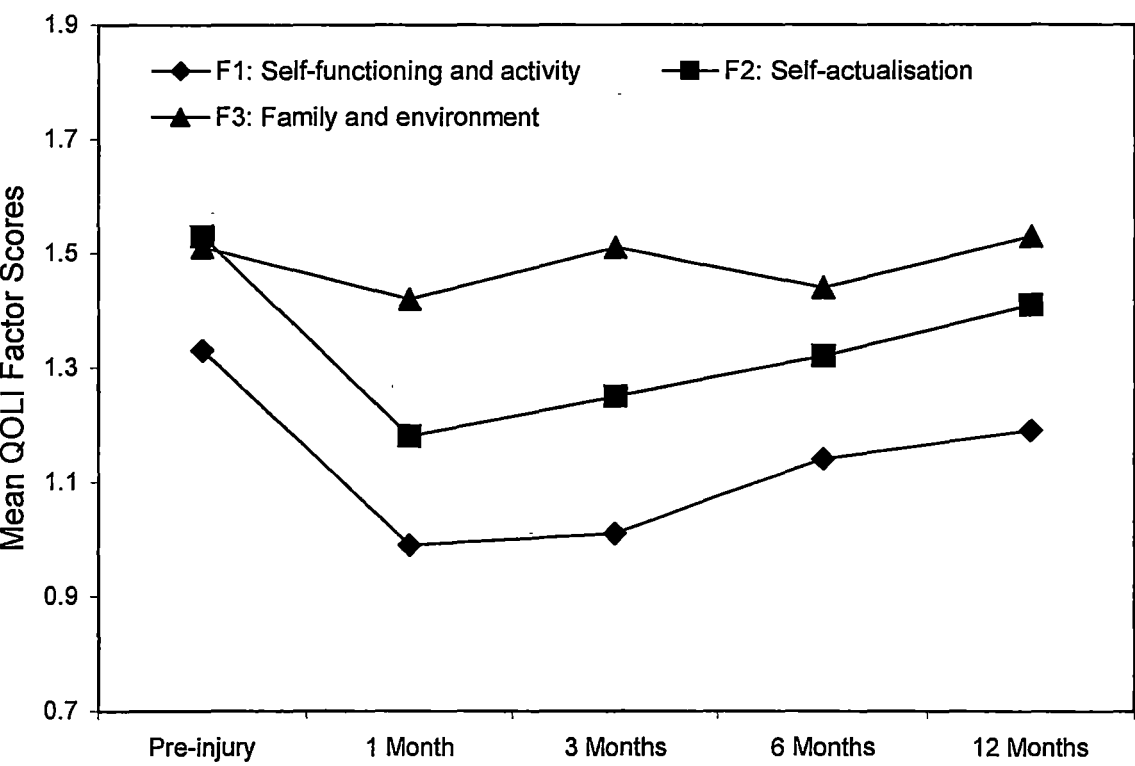 Mean QOLI Factor Scores
1.9
1.7
1.5
1.3
1.1
0.9
0.7
F1: Self-functioning and activity
F2: Self-actualisation
F3: Family and environment
Pre-injury
1 Month
3 Months
6 Months
12 Months